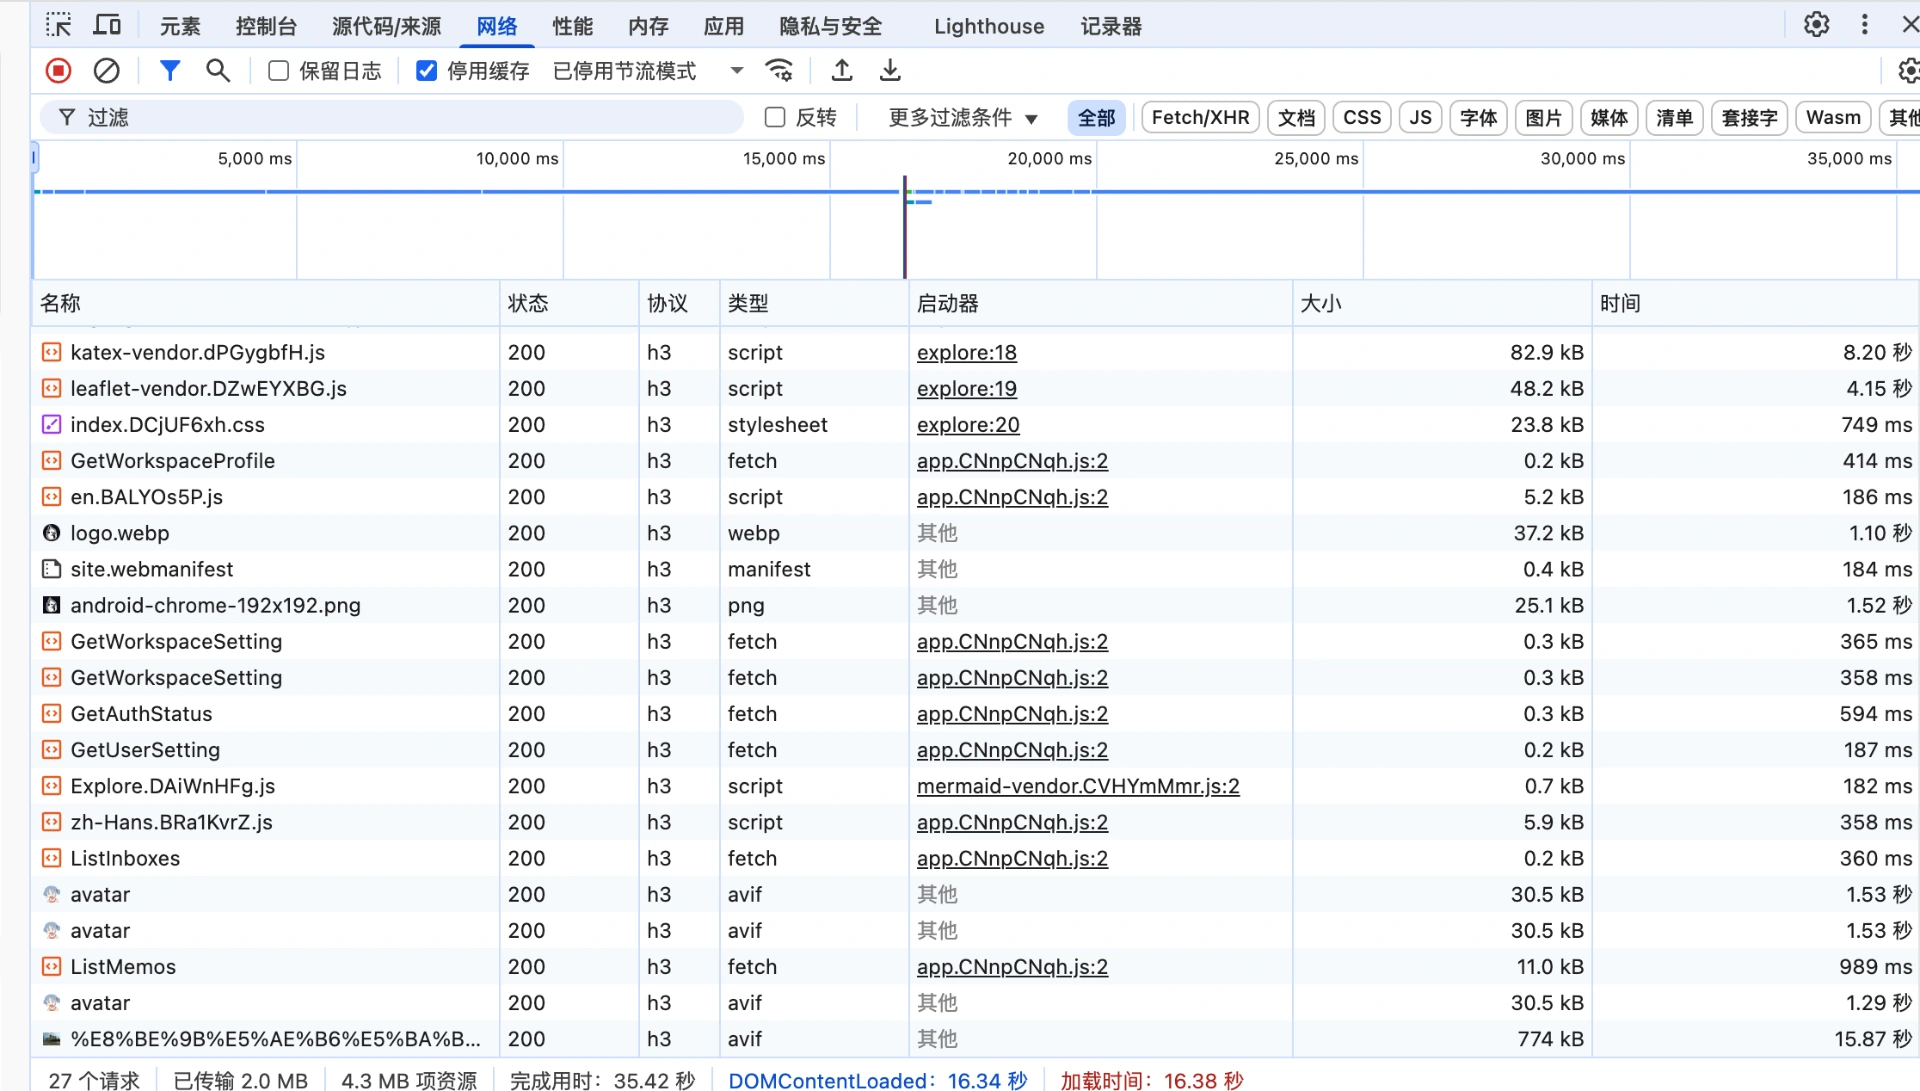 元素 控制台 源代码/来源 网络 性能 内存 应用 隐私与安全 Lighthouse 记录器
保留日志 停用缓存 已停用节流模式
过滤 反转 更多过滤条件 全部 Fetch/XHR 文档 CSS JS 字体 图片 媒体 清单 套接字 Wasm 其他
5,000 ms 10,000 ms 15,000 ms 20,000 ms 25,000 ms 30,000 ms 35,000 ms
名称 状态 协议 类型 启动器 大小 时间
katex-vendor.dPGygbfH.js 200 h3 script explore:18 82.9 kB 8.20 秒
leaflet-vendor.DZwEYXBG.js 200 h3 script explore:19 48.2 kB 4.15 秒
index.DCjUF6xh.css 200 h3 stylesheet explore:20 23.8 kB 749 ms
GetWorkspaceProfile 200 h3 fetch app.CNnpCNqh.js:2 0.2 kB 414 ms
en.BALYOs5P.js 200 h3 script app.CNnpCNqh.js:2 5.2 kB 186 ms
logo.webp 200 h3 webp 其他 37.2 kB 1.10 秒
site.webmanifest 200 h3 manifest 其他 0.4 kB 184 ms
android-chrome-192x192.png 200 h3 png 其他 25.1 kB 1.52 秒
GetWorkspaceSetting 200 h3 fetch app.CNnpCNqh.js:2 0.3 kB 365 ms
GetWorkspaceSetting 200 h3 fetch app.CNnpCNqh.js:2 0.3 kB 358 ms
GetAuthStatus 200 h3 fetch app.CNnpCNqh.js:2 0.3 kB 594 ms
GetUserSetting 200 h3 fetch app.CNnpCNqh.js:2 0.2 kB 187 ms
Explore.DAiWnHFg.js 200 h3 script mermaid-vendor.CVHYmMmr.js:2 0.7 kB 182 ms
zh-Hans.BRa1KvrZ.js 200 h3 script app.CNnpCNqh.js:2 5.9 kB 358 ms
ListInboxes 200 h3 fetch app.CNnpCNqh.js:2 0.2 kB 360 ms
avatar 200 h3 avif 其他 30.5 kB 1.53 秒
avatar 200 h3 avif 其他 30.5 kB 1.53 秒
ListMemos 200 h3 fetch app.CNnpCNqh.js:2 11.0 kB 989 ms
avatar 200 h3 avif 其他 30.5 kB 1.29 秒
%E8%BE%9B%E5%AE%B6%E5%BA%B... 200 h3 avif 其他 774 kB 15.87 秒
27 个请求 已传输 2.0 MB 4.3 MB 项资源 完成用时：35.42 秒 DOMContentLoaded：16.34 秒 加载时间：16.38 秒